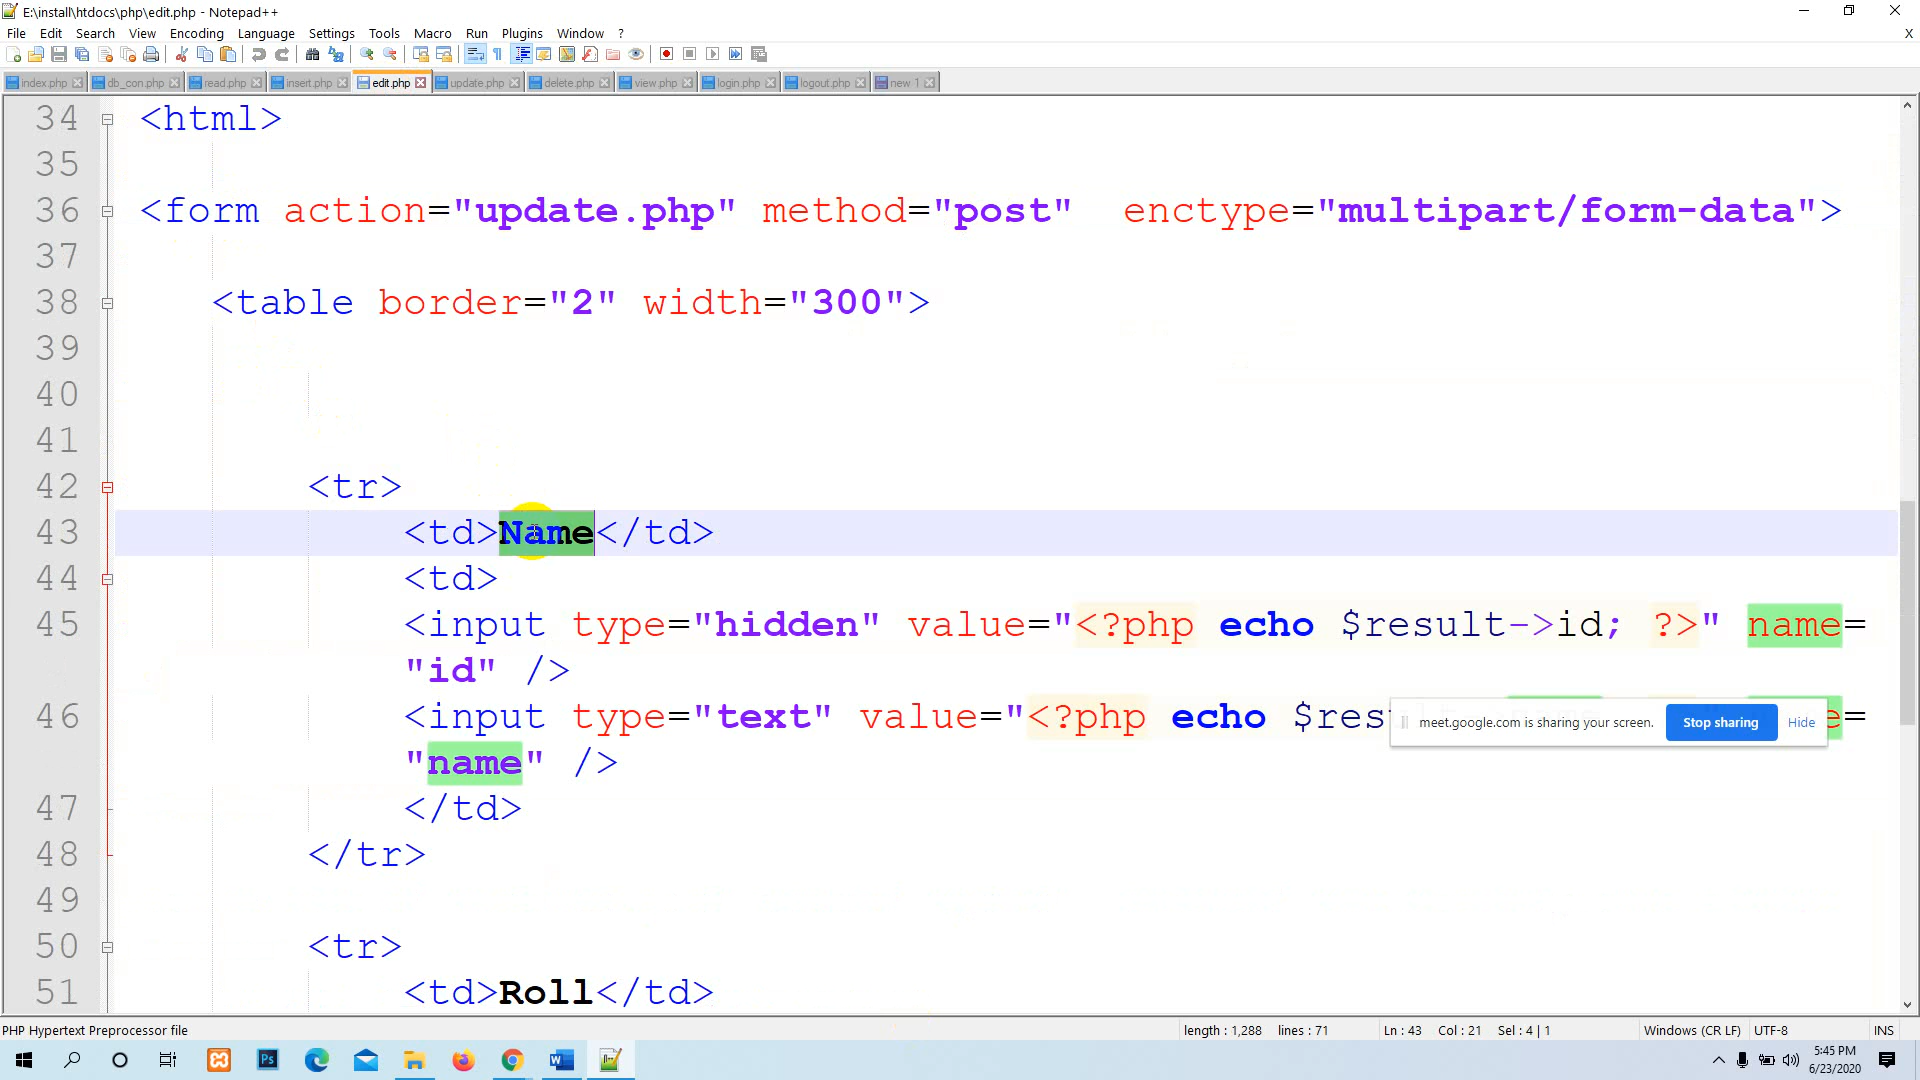 E:\install\htdocs\php\edit.php - Notepad++
File Edit Search View Encoding Language Settings Tools Macro Run Plugins Window ? X
index.php db_con.php read.php insert.php edit.php update.php delete.php view.php login.php logout.php new 1
34 <html>
35
36 <form action="update.php" method="post" enctype="multipart/form-data">
37
38 <table border="2" width="300">
39
40
41
42 <tr>
43 <td>Name</td>
44 <td>
45 <input type="hidden" value="<?php echo $result->id; ?>" name=
"id" />
46 <input type="text" value="<?php echo $res e=
meet.google.com is sharing your screen. Stop sharing Hide
"name" />
47 </td>
48 </tr>
49
50 <tr>
51 <td>Roll</td>
PHP Hypertext Preprocessor file length : 1,288 lines : 71 Ln : 43 Col : 21 Sel : 4 | 1 Windows (CR LF) UTF-8 INS
5:45 PM
6/23/2020